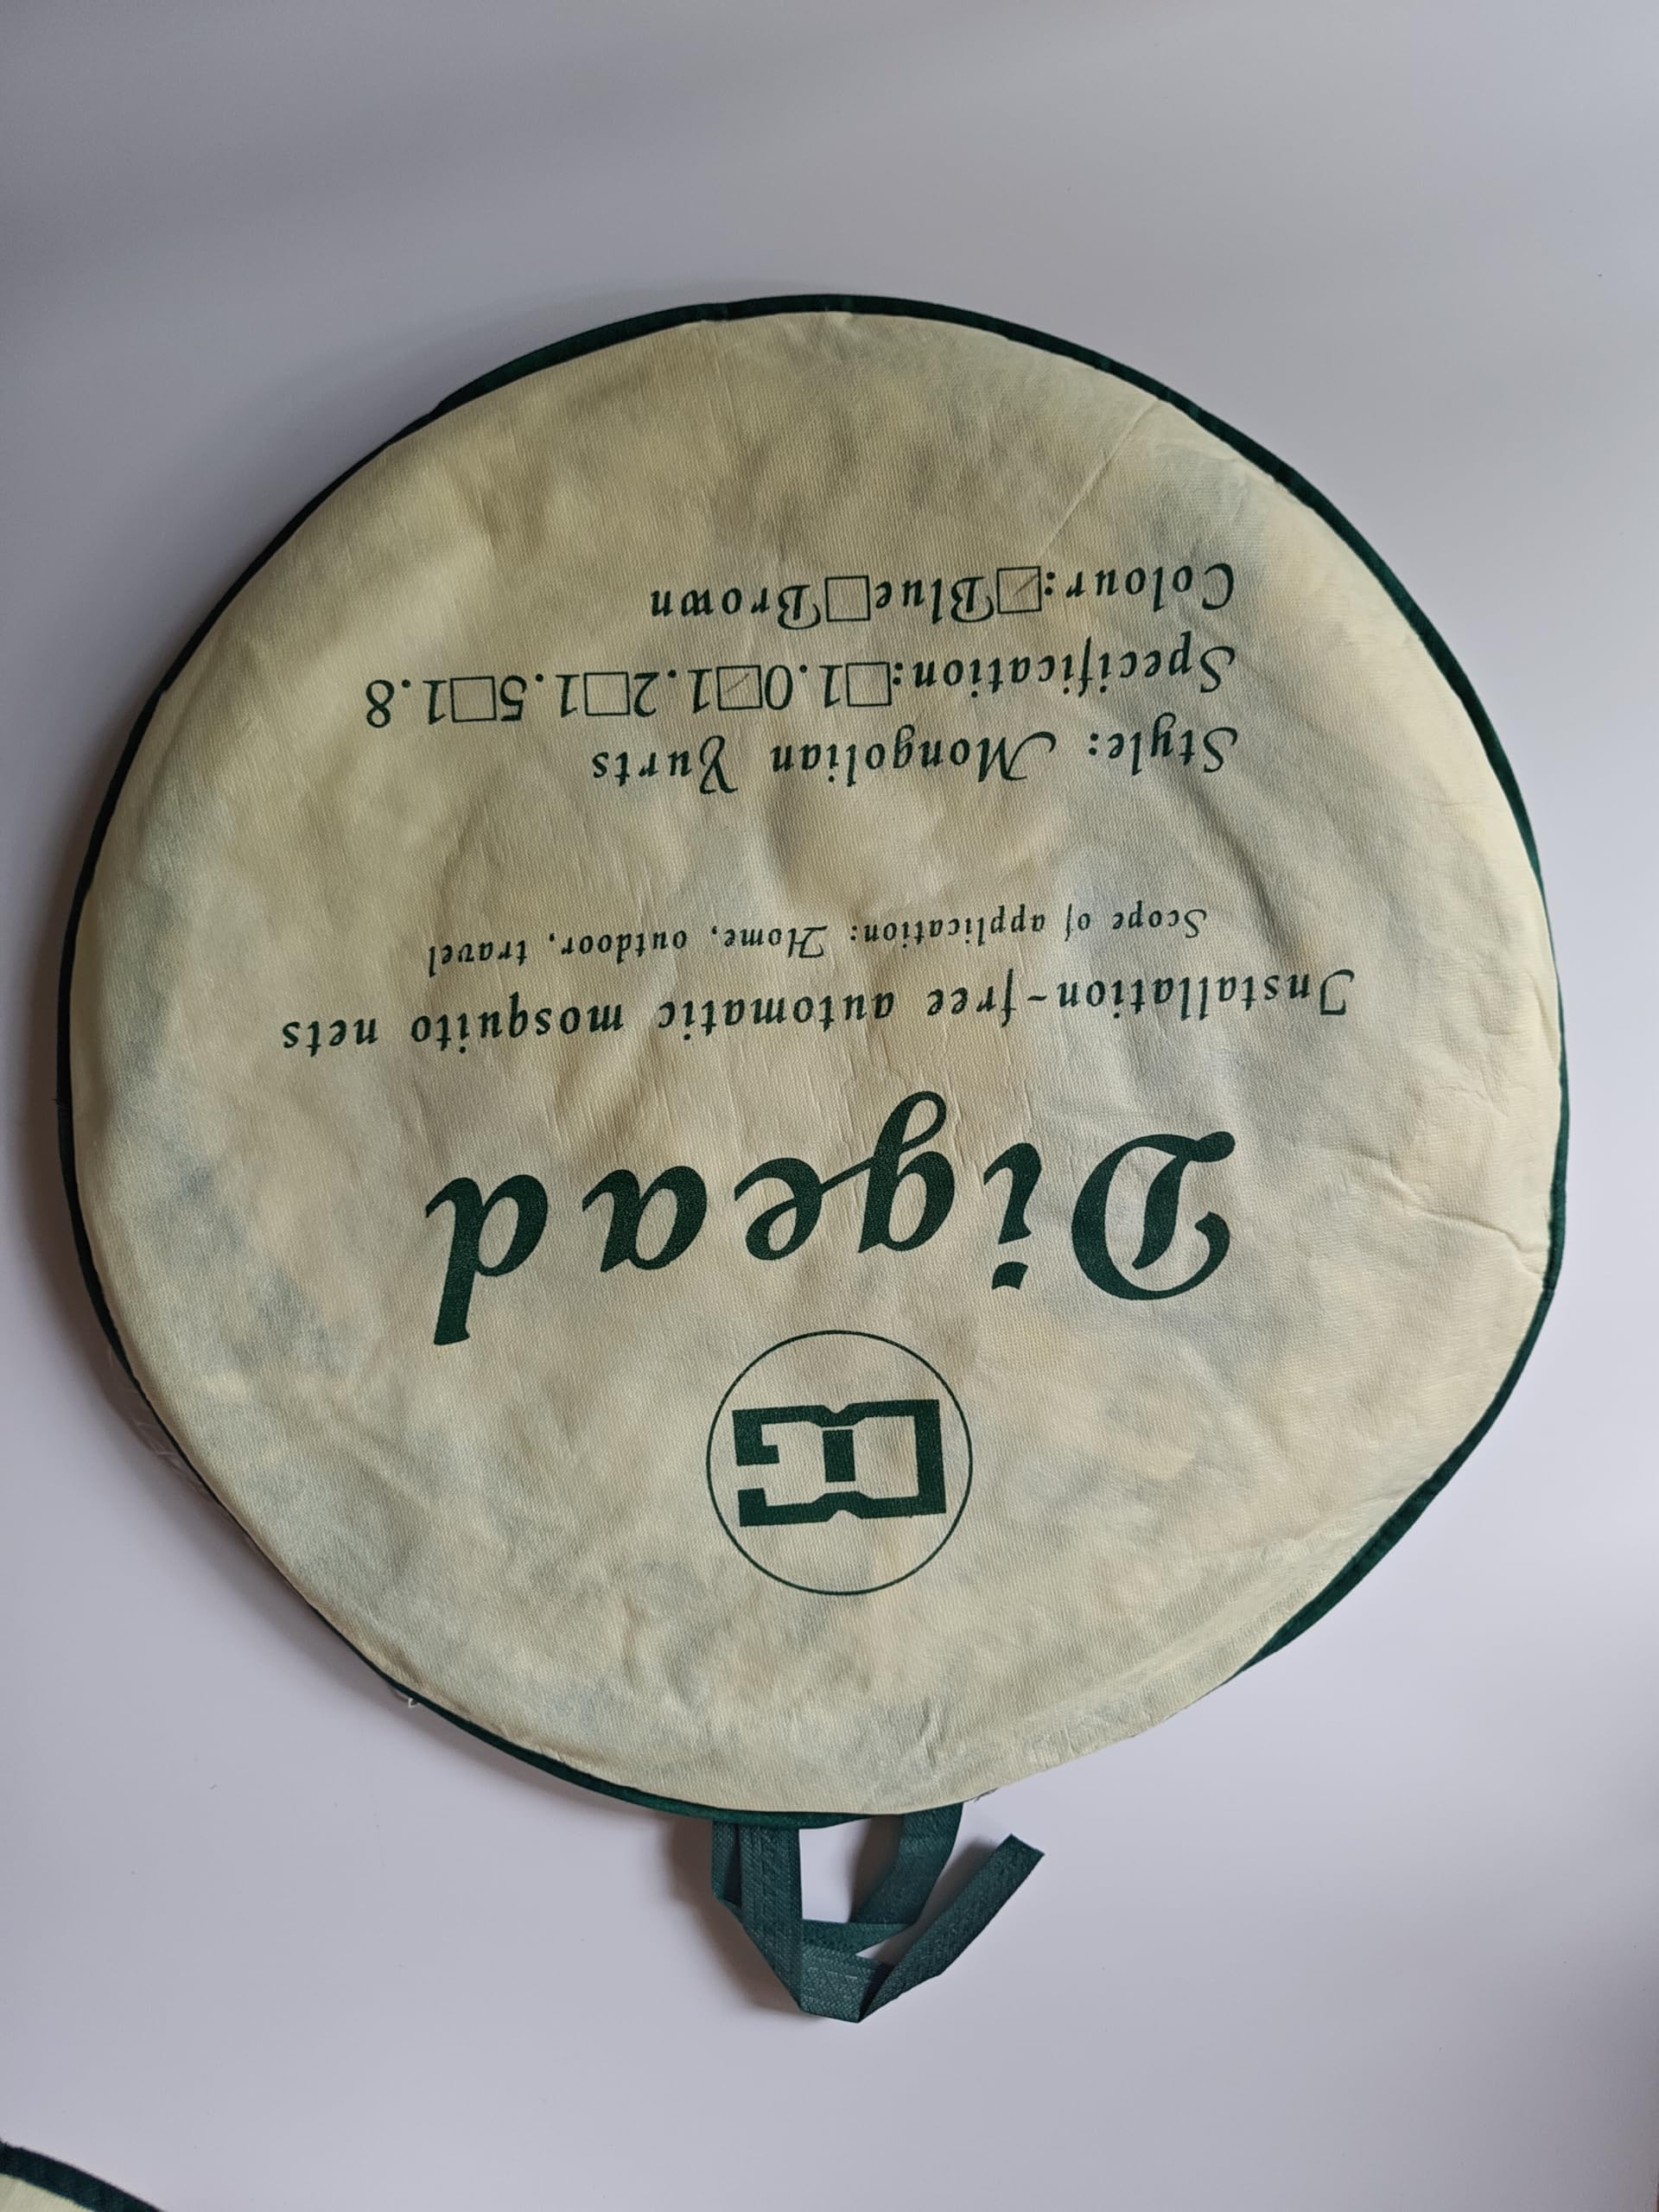 DG
Digead
Installation-free automatic mosquito nets
Scope of application: Home, outdoor, travel
Style: Mongolian Yurts
Specification:☐1.0☑1.2☐1.5☐1.8
Colour:☑Blue☐Brown